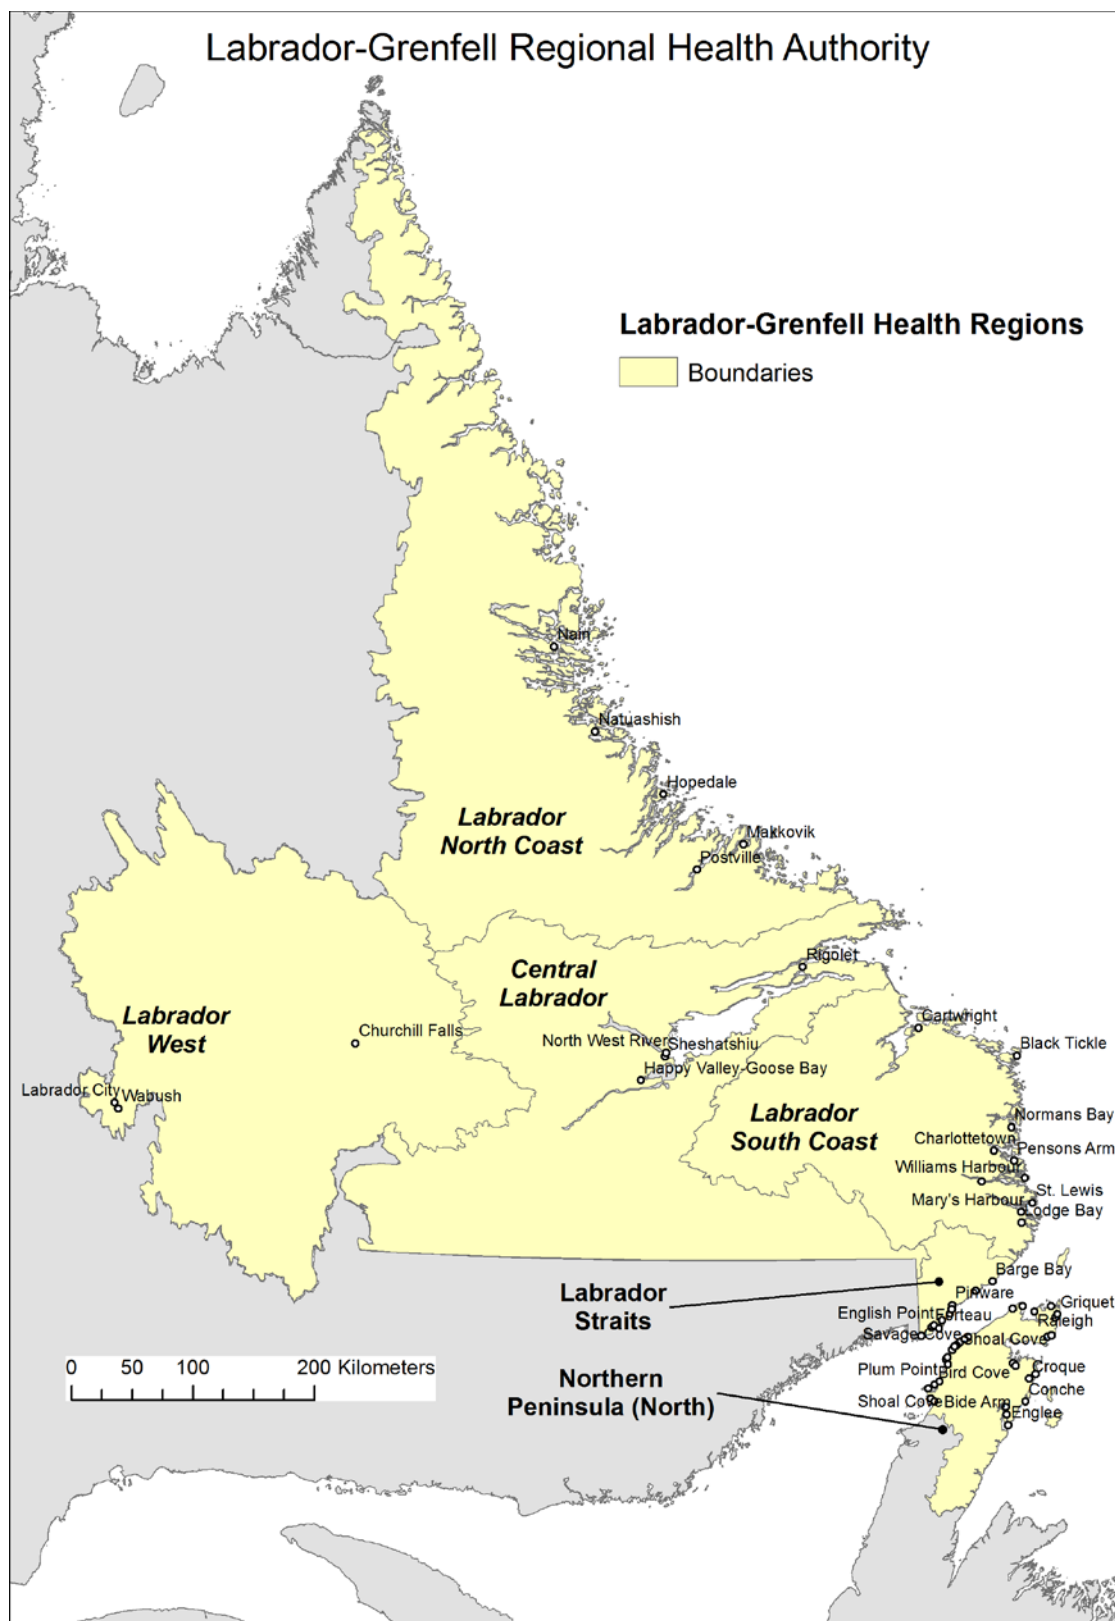 Labrador-Grenfell Regional Health Authority
Labrador-Grenfell Health Regions
Boundaries
Nain
Natuashish
Hopedale
Makkovik
Postville
Labrador
North Coast
Rigolet
Central
Labrador
Labrador
West
Churchill Falls
North West River
Sheshatshiu
Happy Valley-Goose Bay
Cartwright
Black Tickle
Labrador City
Wabush
Labrador
South Coast
Normans Bay
Charlottetown
Pensons Arm
Williams Harbour
St. Lewis
Mary's Harbour
Lodge Bay
Barge Bay
Pinware
Labrador
Straits
English Point
Forteau
Griquet
Raleigh
Savage Cove
Shoal Cove
0 50 100 200 Kilometers
Plum Point
Bird Cove
Croque
Northern
Peninsula (North)
Conche
Shoal Cove
Bide Arm
Englee